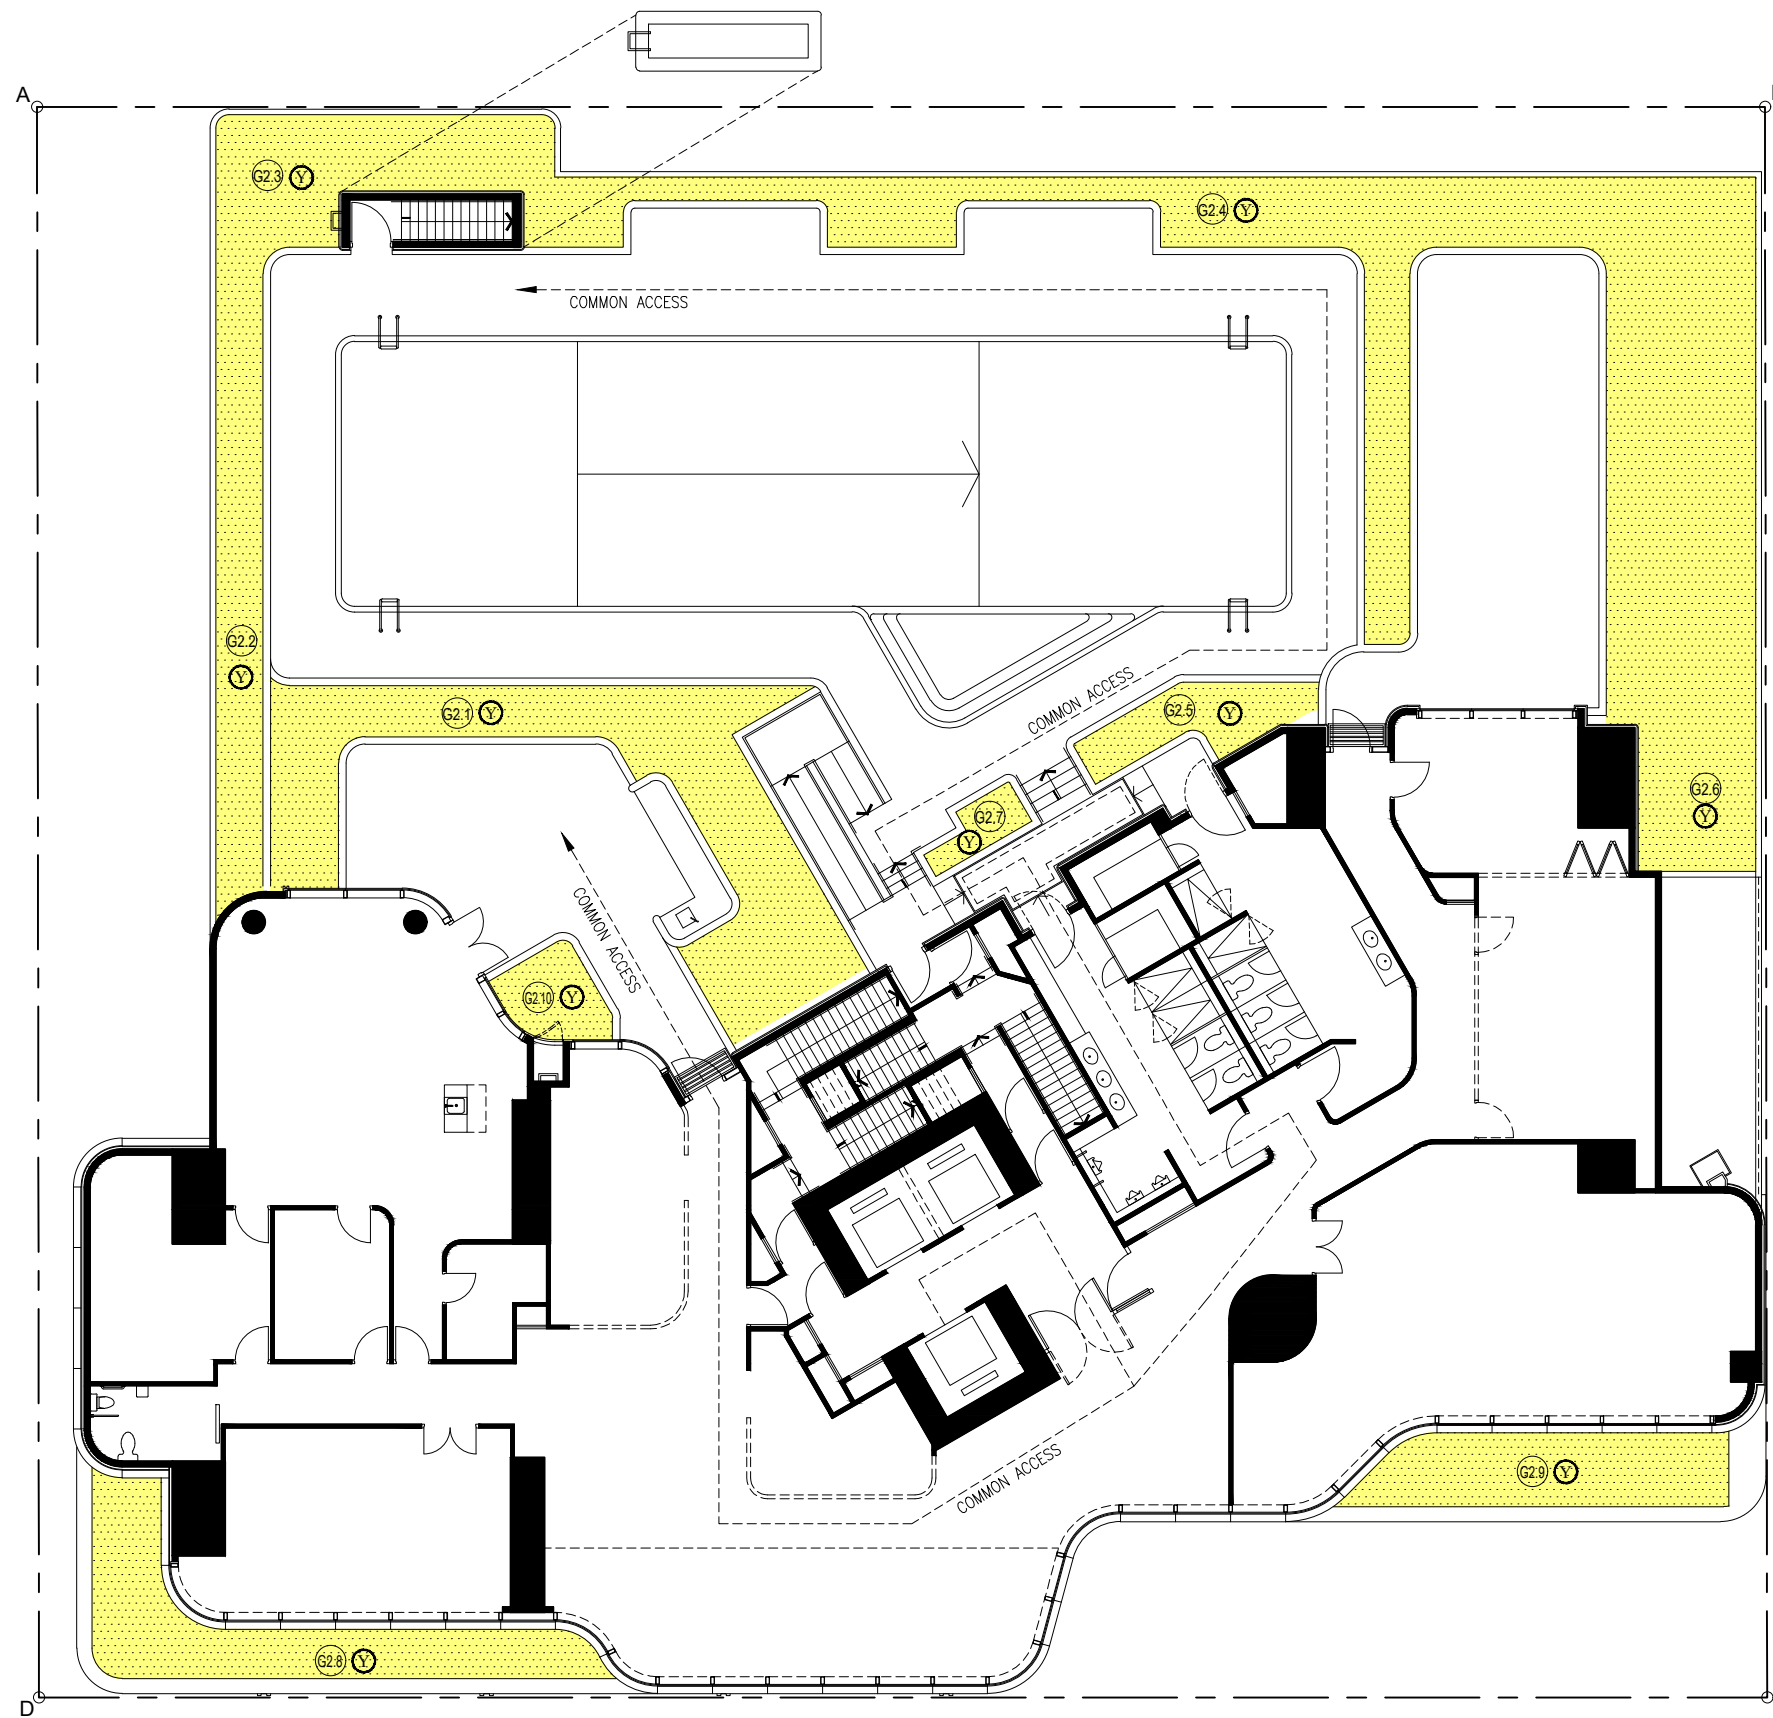 A
G2.3 Y
G2.4 Y
COMMON ACCESS
G2.2
Y
G2.1 Y
COMMON ACCESS
G2.5 Y
G2.7
Y
G2.6
Y
COMMON ACCESS
G2.10 Y
COMMON ACCESS
G2.9 Y
G2.8 Y
D